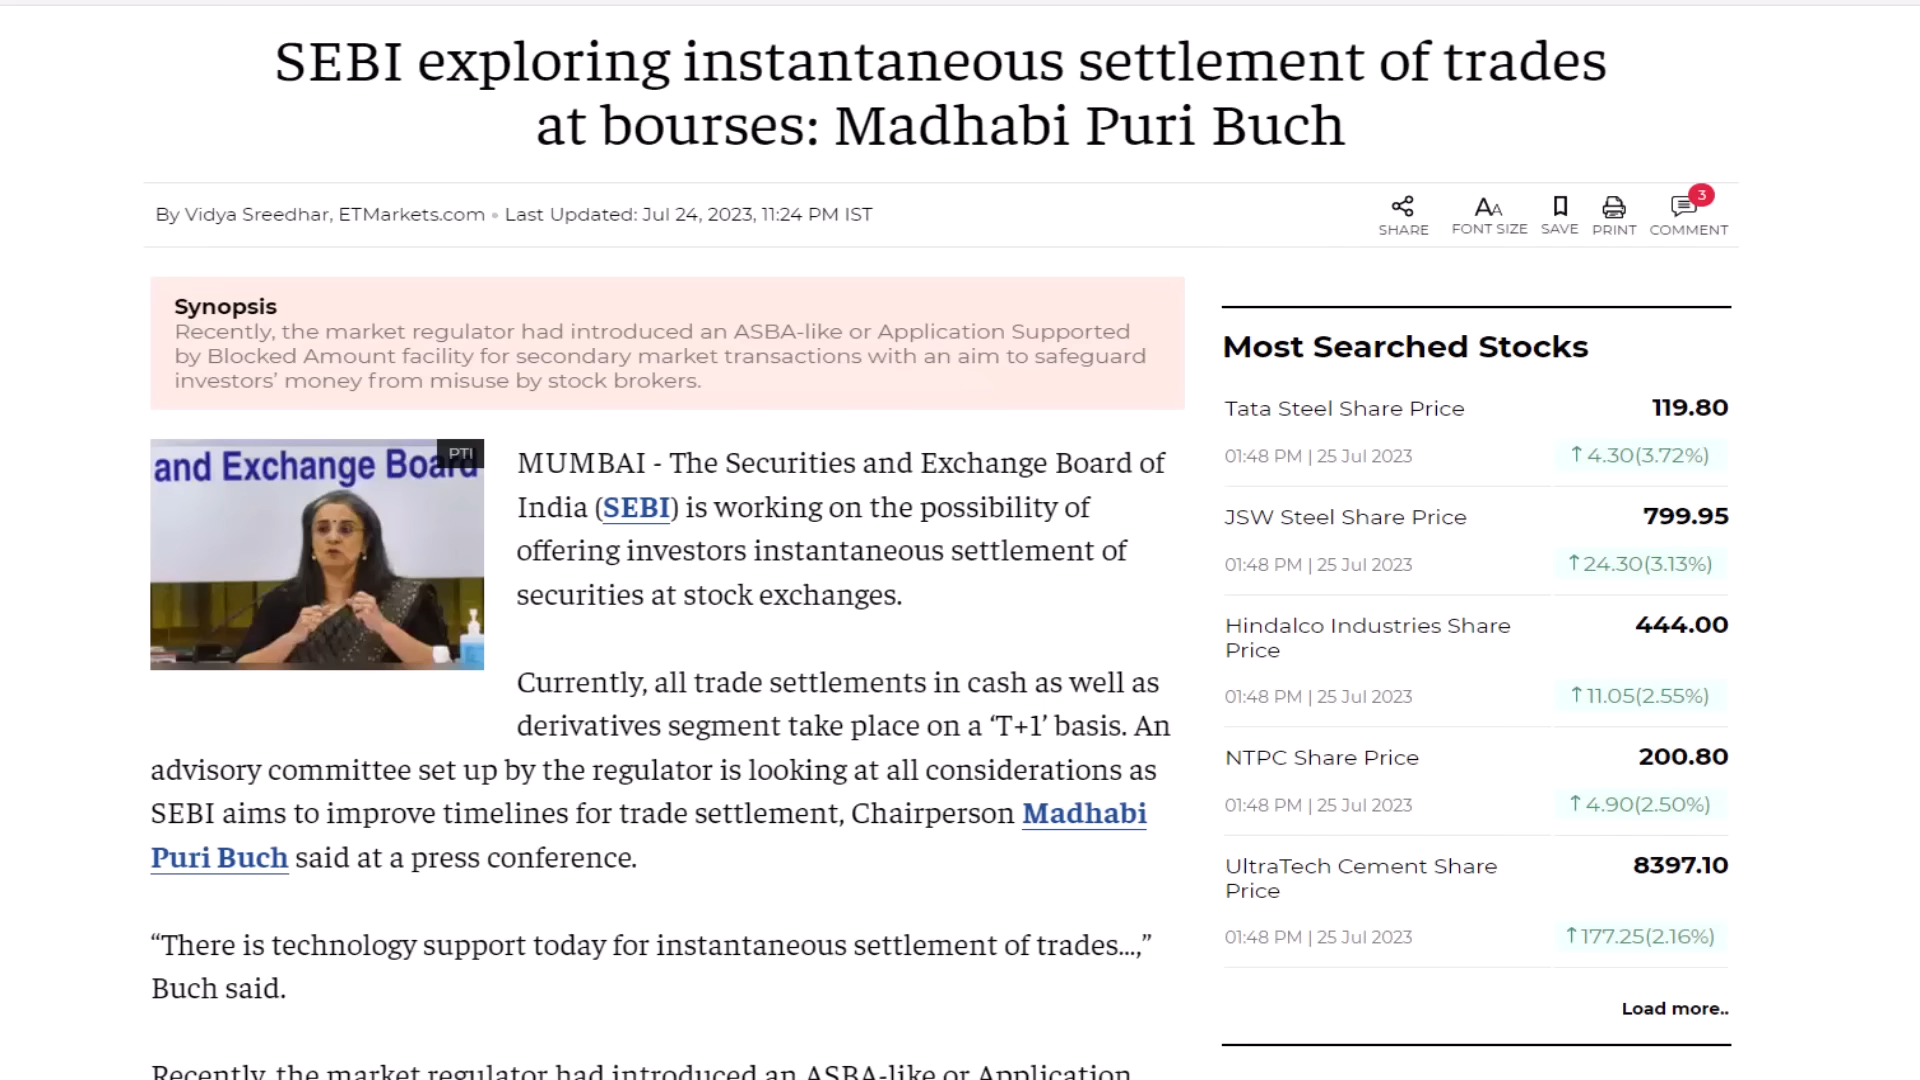 SEBI exploring instantaneous settlement of trades
at bourses: Madhabi Puri Buch
By Vidya Sreedhar, ETMarkets.com • Last Updated: Jul 24, 2023, 11:24 PM IST
SHARE
AA
FONT SIZE
SAVE
PRINT
3
COMMENT
Synopsis
Recently, the market regulator had introduced an ASBA-like or Application Supported
by Blocked Amount facility for secondary market transactions with an aim to safeguard
investors’ money from misuse by stock brokers.
and Exchange Board
PTI
MUMBAI - The Securities and Exchange Board of
India (SEBI) is working on the possibility of
offering investors instantaneous settlement of
securities at stock exchanges.
Currently, all trade settlements in cash as well as
derivatives segment take place on a ‘T+1’ basis. An
advisory committee set up by the regulator is looking at all considerations as
SEBI aims to improve timelines for trade settlement, Chairperson Madhabi
Puri Buch said at a press conference.
“There is technology support today for instantaneous settlement of trades...,”
Buch said.
Recently, the market regulator had introduced an ASBA-like or Application
Most Searched Stocks
Tata Steel Share Price 119.80
01:48 PM | 25 Jul 2023 ↑4.30(3.72%)
JSW Steel Share Price 799.95
01:48 PM | 25 Jul 2023 ↑24.30(3.13%)
Hindalco Industries Share 444.00
Price
01:48 PM | 25 Jul 2023 ↑11.05(2.55%)
NTPC Share Price 200.80
01:48 PM | 25 Jul 2023 ↑4.90(2.50%)
UltraTech Cement Share 8397.10
Price
01:48 PM | 25 Jul 2023 ↑177.25(2.16%)
Load more..